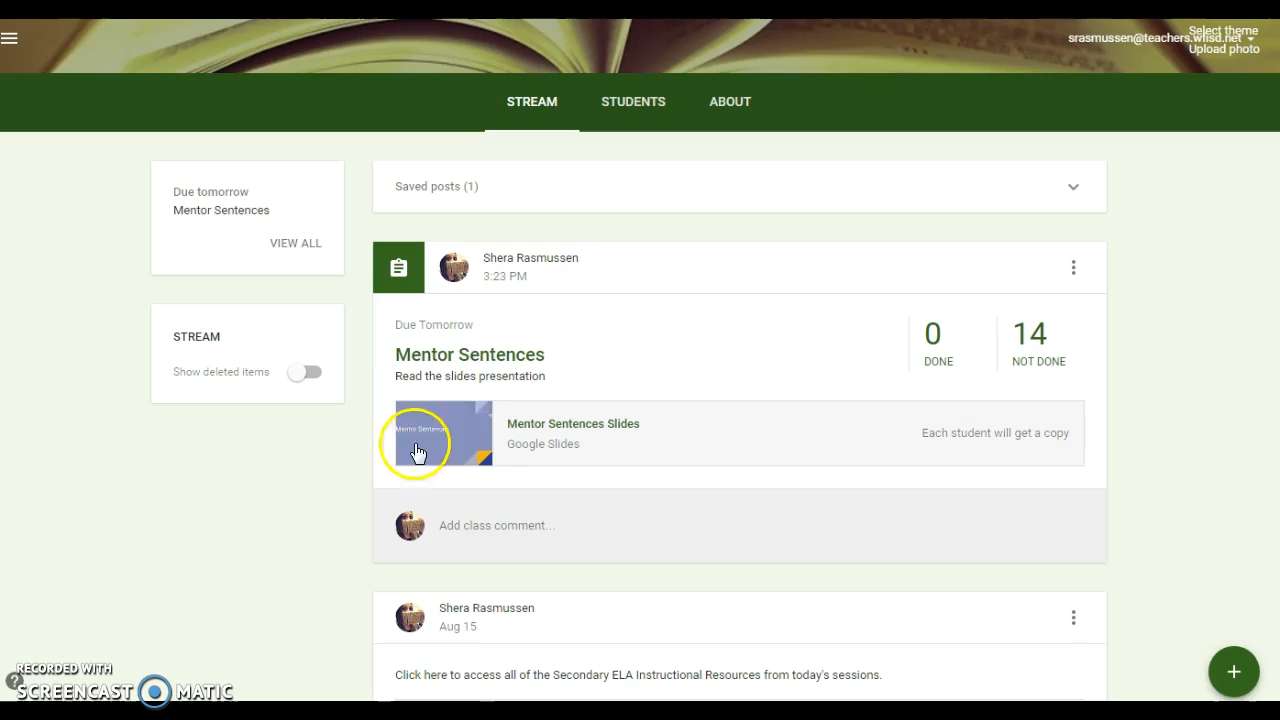 Select theme
srasmussen@teachers.wfisd.net
Upload photo
STREAM
STUDENTS
ABOUT
Due tomorrow
Mentor Sentences
VIEW ALL
STREAM
Show deleted items
Saved posts (1)
Shera Rasmussen
3:23 PM
Due Tomorrow
Mentor Sentences
Read the slides presentation
0
DONE
14
NOT DONE
Mentor Sentences
Mentor Sentences Slides
Google Slides
Each student will get a copy
Add class comment...
Shera Rasmussen
Aug 15
Click here to access all of the Secondary ELA Instructional Resources from today's sessions.
?
RECORDED WITH
SCREENCAST MATIC